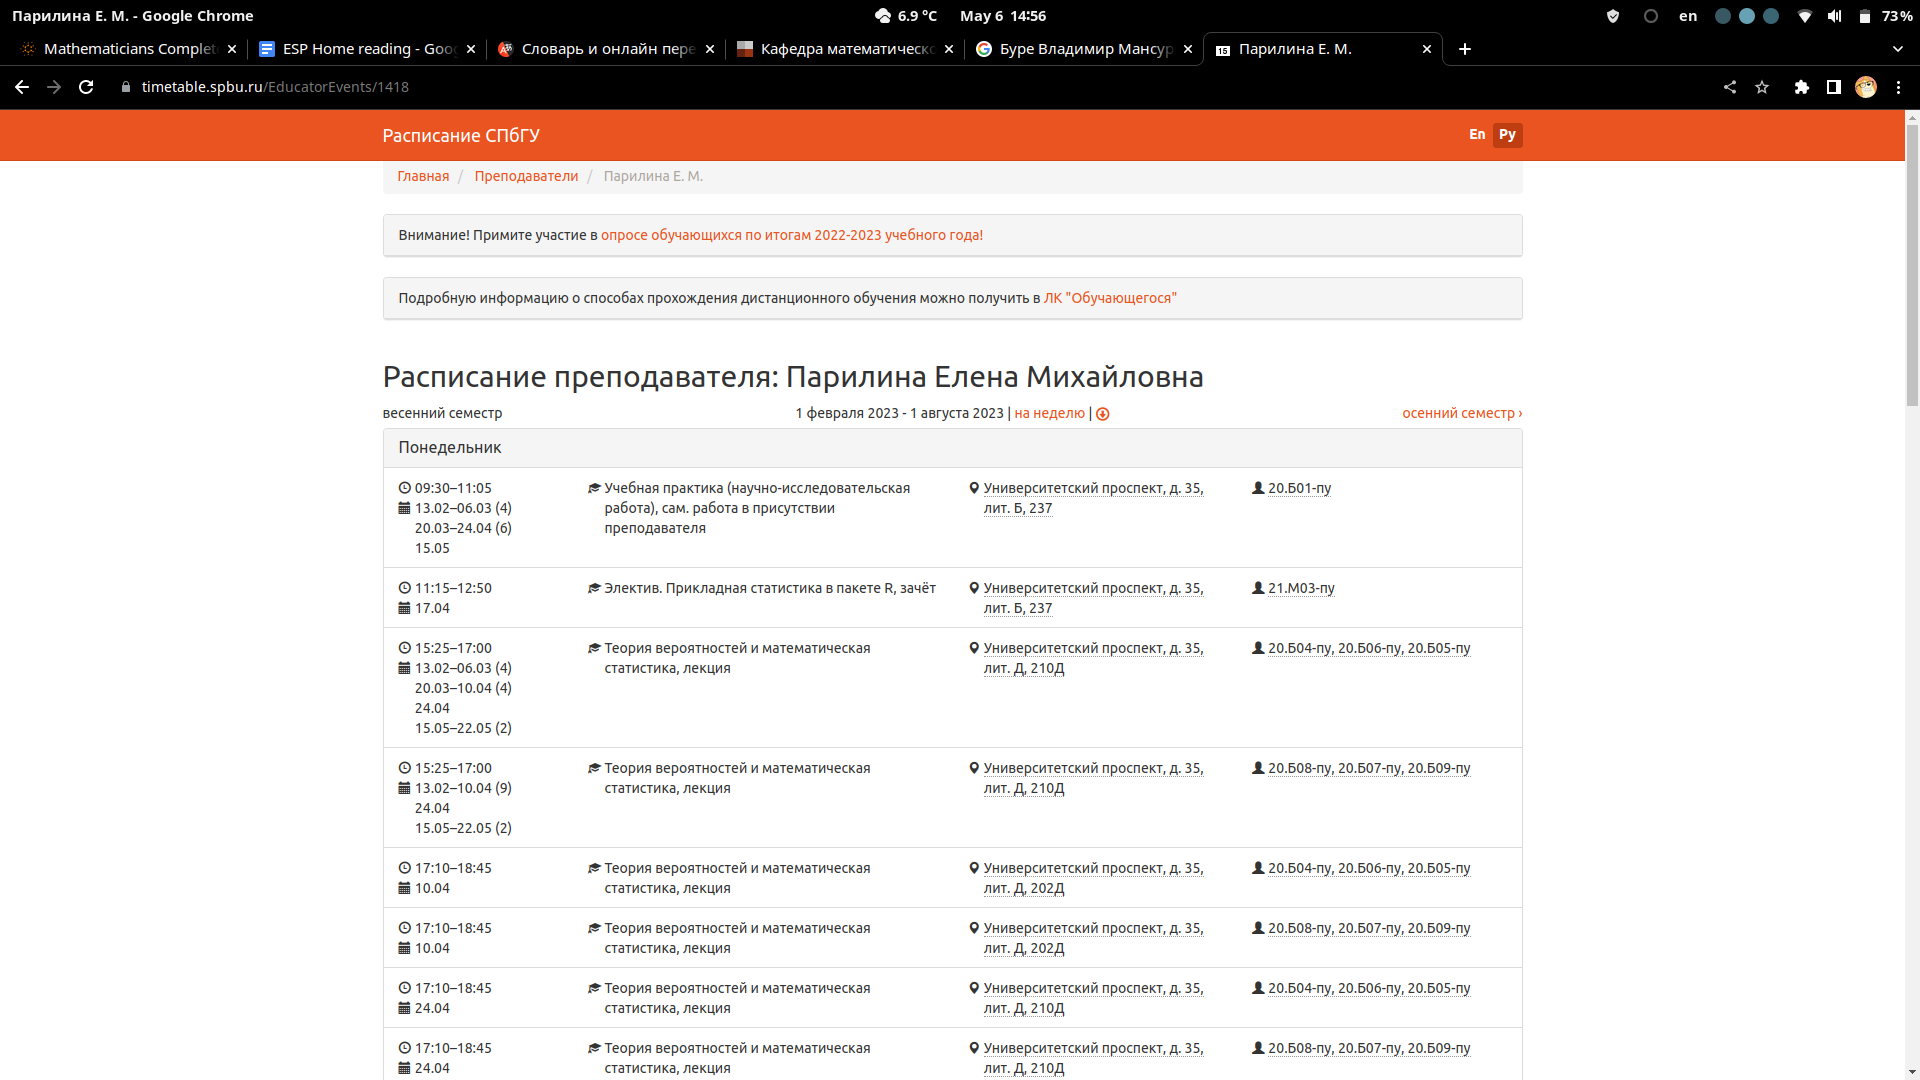 Парилина Е. М. - Google Chrome
6.9 °C
May 6 14:56
en
73%
Mathematicians Complet
ESP Home reading - Goo
Словарь и онлайн пере
Кафедра математическо
Буре Владимир Мансур
Парилина Е. М.
timetable.spbu.ru/EducatorEvents/1418
Расписание СПбГУ
En Ру
Главная / Преподаватели / Парилина Е. М.
Внимание! Примите участие в опросе обучающихся по итогам 2022-2023 учебного года!
Подробную информацию о способах прохождения дистанционного обучения можно получить в ЛК "Обучающегося"
Расписание преподавателя: Парилина Елена Михайловна
весенний семестр
1 февраля 2023 - 1 августа 2023 | на неделю |
осенний семестр ›
Понедельник
09:30–11:05
13.02–06.03 (4)
20.03–24.04 (6)
15.05
Учебная практика (научно-исследовательская
работа), сам. работа в присутствии
преподавателя
Университетский проспект, д. 35,
лит. Б, 237
20.Б01-пу
11:15–12:50
17.04
Электив. Прикладная статистика в пакете R, зачёт
Университетский проспект, д. 35,
лит. Б, 237
21.М03-пу
15:25–17:00
13.02–06.03 (4)
20.03–10.04 (4)
24.04
15.05–22.05 (2)
Теория вероятностей и математическая
статистика, лекция
Университетский проспект, д. 35,
лит. Д, 210Д
20.Б04-пу, 20.Б06-пу, 20.Б05-пу
15:25–17:00
13.02–10.04 (9)
24.04
15.05–22.05 (2)
Теория вероятностей и математическая
статистика, лекция
Университетский проспект, д. 35,
лит. Д, 210Д
20.Б08-пу, 20.Б07-пу, 20.Б09-пу
17:10–18:45
10.04
Теория вероятностей и математическая
статистика, лекция
Университетский проспект, д. 35,
лит. Д, 202Д
20.Б04-пу, 20.Б06-пу, 20.Б05-пу
17:10–18:45
10.04
Теория вероятностей и математическая
статистика, лекция
Университетский проспект, д. 35,
лит. Д, 202Д
20.Б08-пу, 20.Б07-пу, 20.Б09-пу
17:10–18:45
24.04
Теория вероятностей и математическая
статистика, лекция
Университетский проспект, д. 35,
лит. Д, 210Д
20.Б04-пу, 20.Б06-пу, 20.Б05-пу
17:10–18:45
24.04
Теория вероятностей и математическая
статистика, лекция
Университетский проспект, д. 35,
лит. Д, 210Д
20.Б08-пу, 20.Б07-пу, 20.Б09-пу